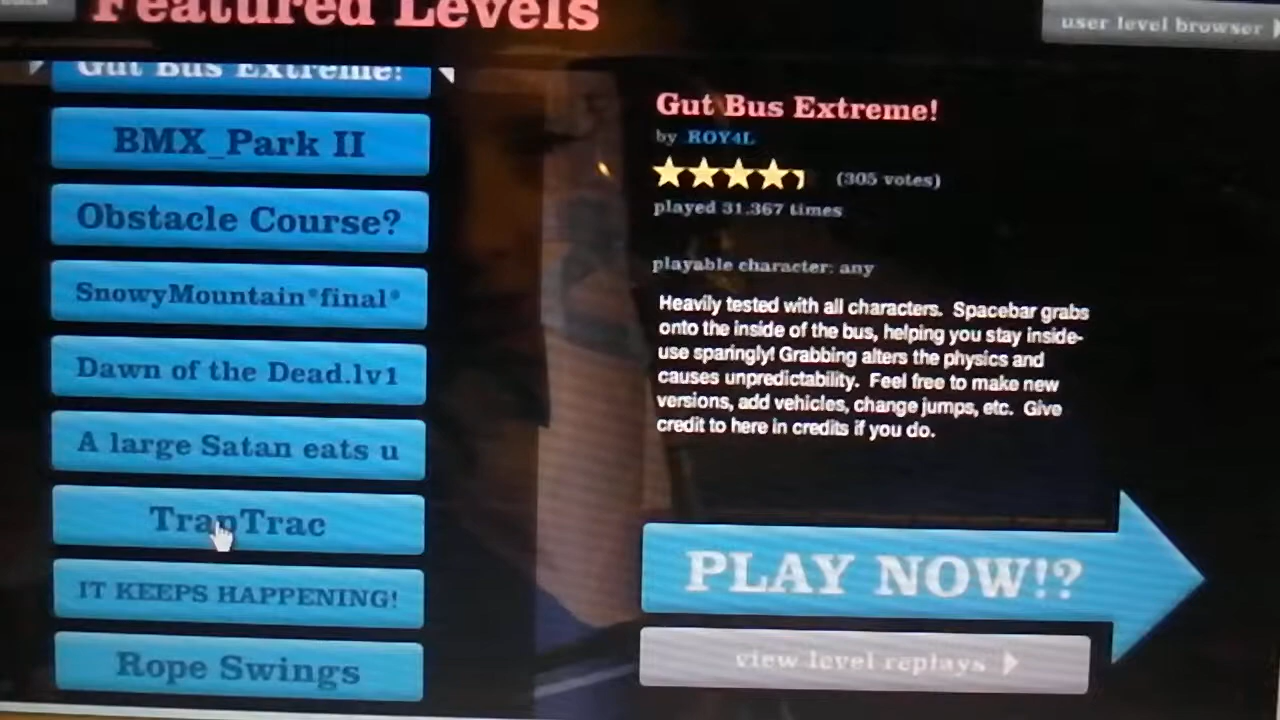 Featured Levels
user level browser
Gut Bus Extreme!
BMX_Park II
Obstacle Course?
SnowyMountain*final*
Dawn of the Dead.lv1
A large Satan eats u
TrapTrac
IT KEEPS HAPPENING!
Rope Swings
Gut Bus Extreme!
by ROY4L
(305 votes)
played 31,367 times
playable character: any
Heavily tested with all characters. Spacebar grabs
onto the inside of the bus, helping you stay inside-
use sparingly! Grabbing alters the physics and
causes unpredictability. Feel free to make new
versions, add vehicles, change jumps, etc. Give
credit to here in credits if you do.
PLAY NOW!?
view level replays